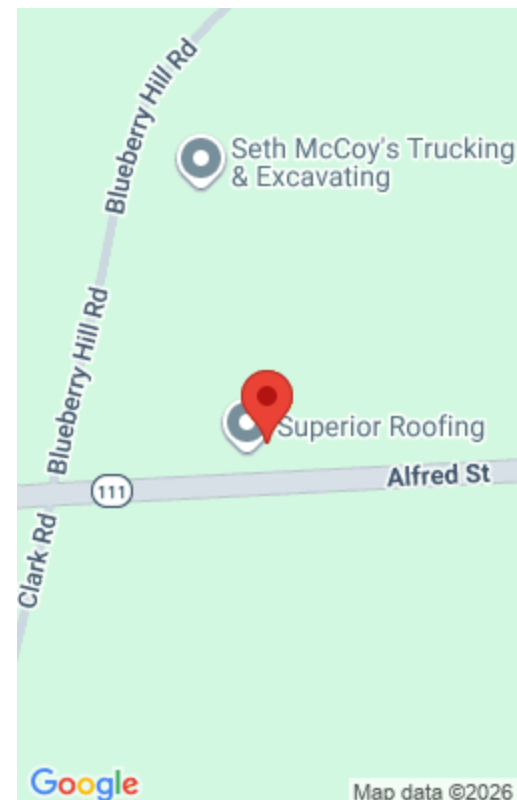 Blueberry Hill Rd
Seth McCoy's Trucking
& Excavating
Blueberry Hill Rd
Superior Roofing
Alfred St
111
Clark Rd
Google
Map data ©2026